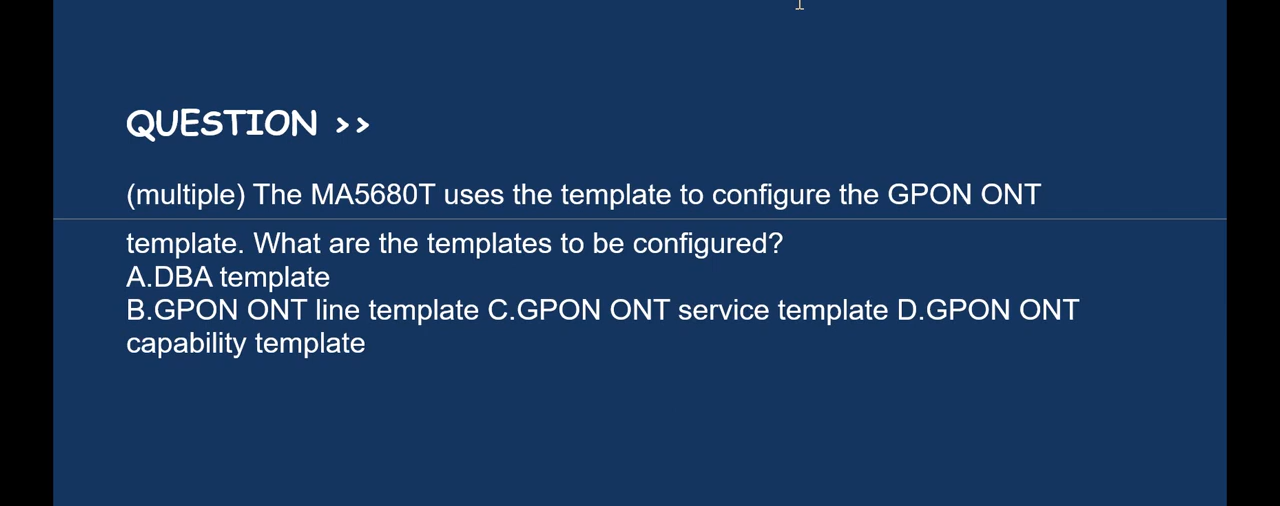 QUESTION >>
(multiple) The MA5680T uses the template to configure the GPON ONT
template. What are the templates to be configured?
A.DBA template
B.GPON ONT line template C.GPON ONT service template D.GPON ONT
capability template